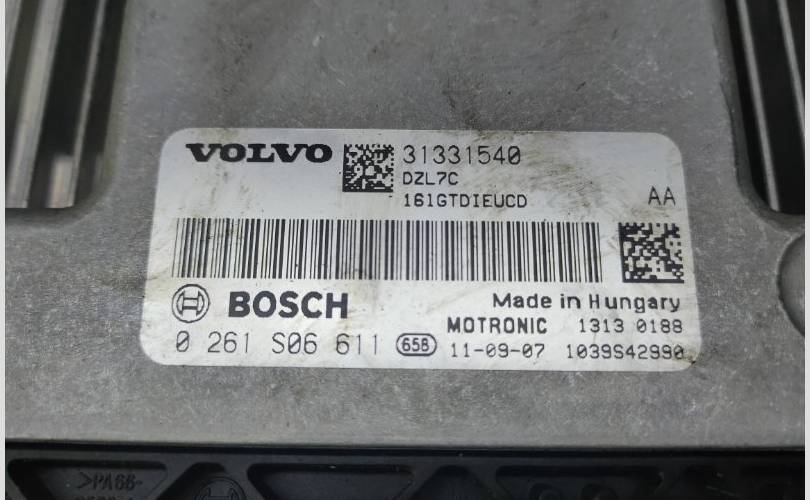 VOLVO 31331540
DZL7C
161GTDIEUCD AA
BOSCH Made in Hungary
MOTRONIC 1313 0188
0 261 S06 611 658 11-09-07 1039S42990
>PA66-